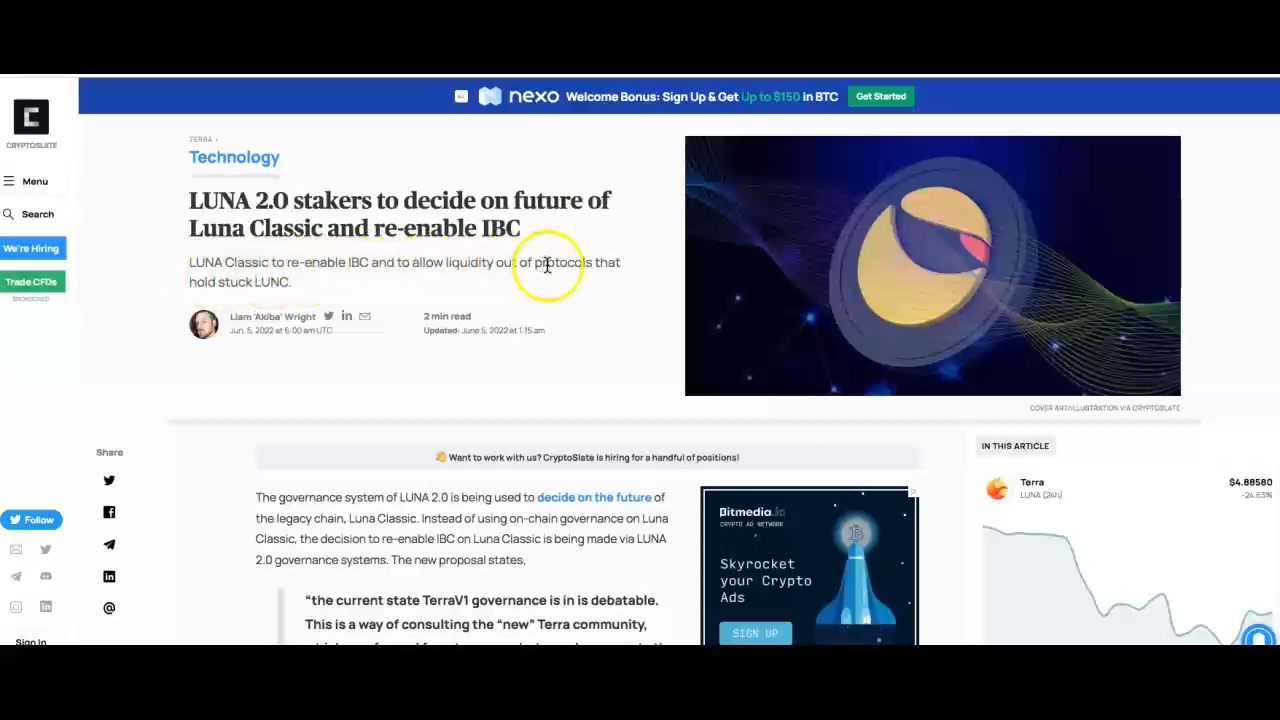 nexo Welcome Bonus: Sign Up & Get Up to $150 in BTC Get Started
CRYPTOSLATE
Menu
Search
We're Hiring
Trade CFDs
TERRA
Technology
LUNA 2.0 stakers to decide on future of
Luna Classic and re-enable IBC
LUNA Classic to re-enable IBC and to allow liquidity out of protocols that
hold stuck LUNC.
Liam 'Akiba' Wright
Jun. 5, 2022 at 6:00 am UTC
2 min read
Updated: June 5, 2022 at 1:15 am
COVER ART/ILLUSTRATION VIA CRYPTOSLATE
Share
Follow
Sign In
👋 Want to work with us? CryptoSlate is hiring for a handful of positions!
The governance system of LUNA 2.0 is being used to decide on the future of
the legacy chain, Luna Classic. Instead of using on-chain governance on Luna
Classic, the decision to re-enable IBC on Luna Classic is being made via LUNA
2.0 governance systems. The new proposal states,
“the current state TerraV1 governance is in is debatable.
This is a way of consulting the “new” Terra community,
Bitmedia.io
CRYPTO AD NETWORK
Skyrocket
your Crypto
Ads
SIGN UP
IN THIS ARTICLE
Terra $4.88580
LUNA (24h) -24.63%